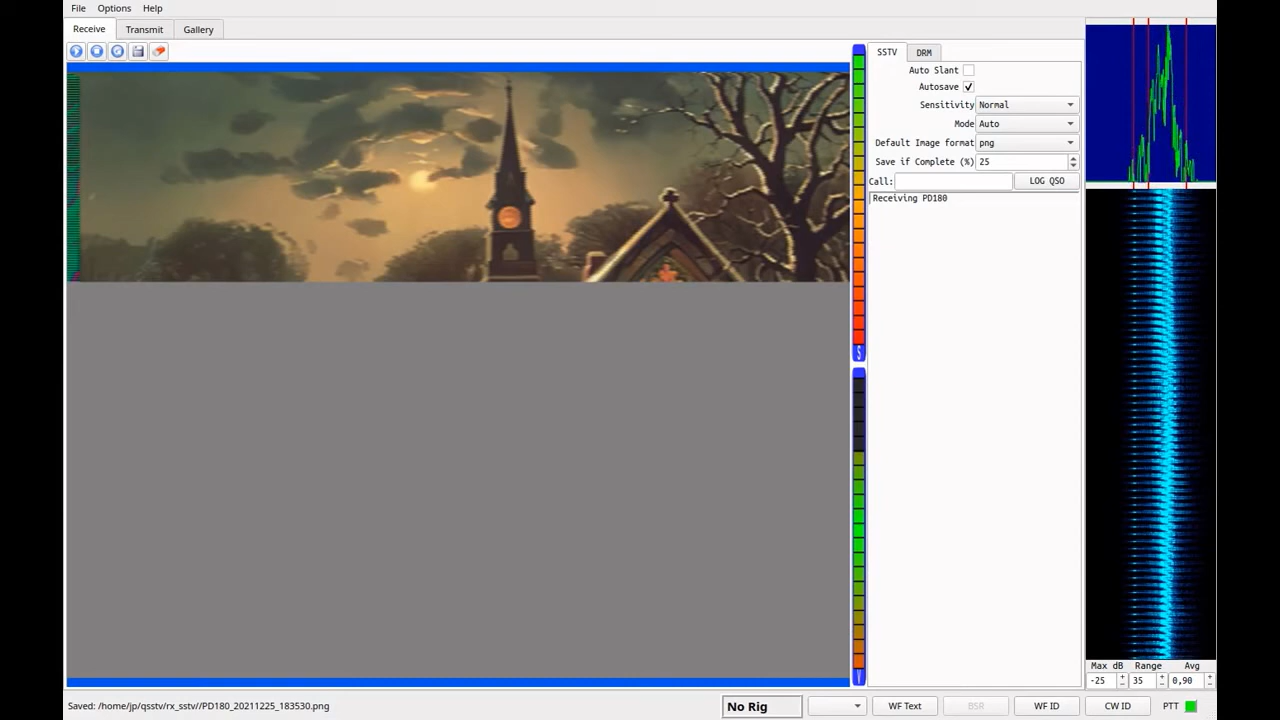 File Options Help
Receive Transmit Gallery
SSTV DRM
Auto Slant
Autosave
Sensitivity Normal
Mode Auto
Default Image format png
Save if Complete (%) 25
Call: LOG QSO
Receiving PD180
S
V
Max dB Range Avg
-25 35 0,90
Saved: /home/jp/qsstv/rx_sstv//PD180_20211225_183530.png
No Rig
WF Text BSR WF ID CW ID PTT